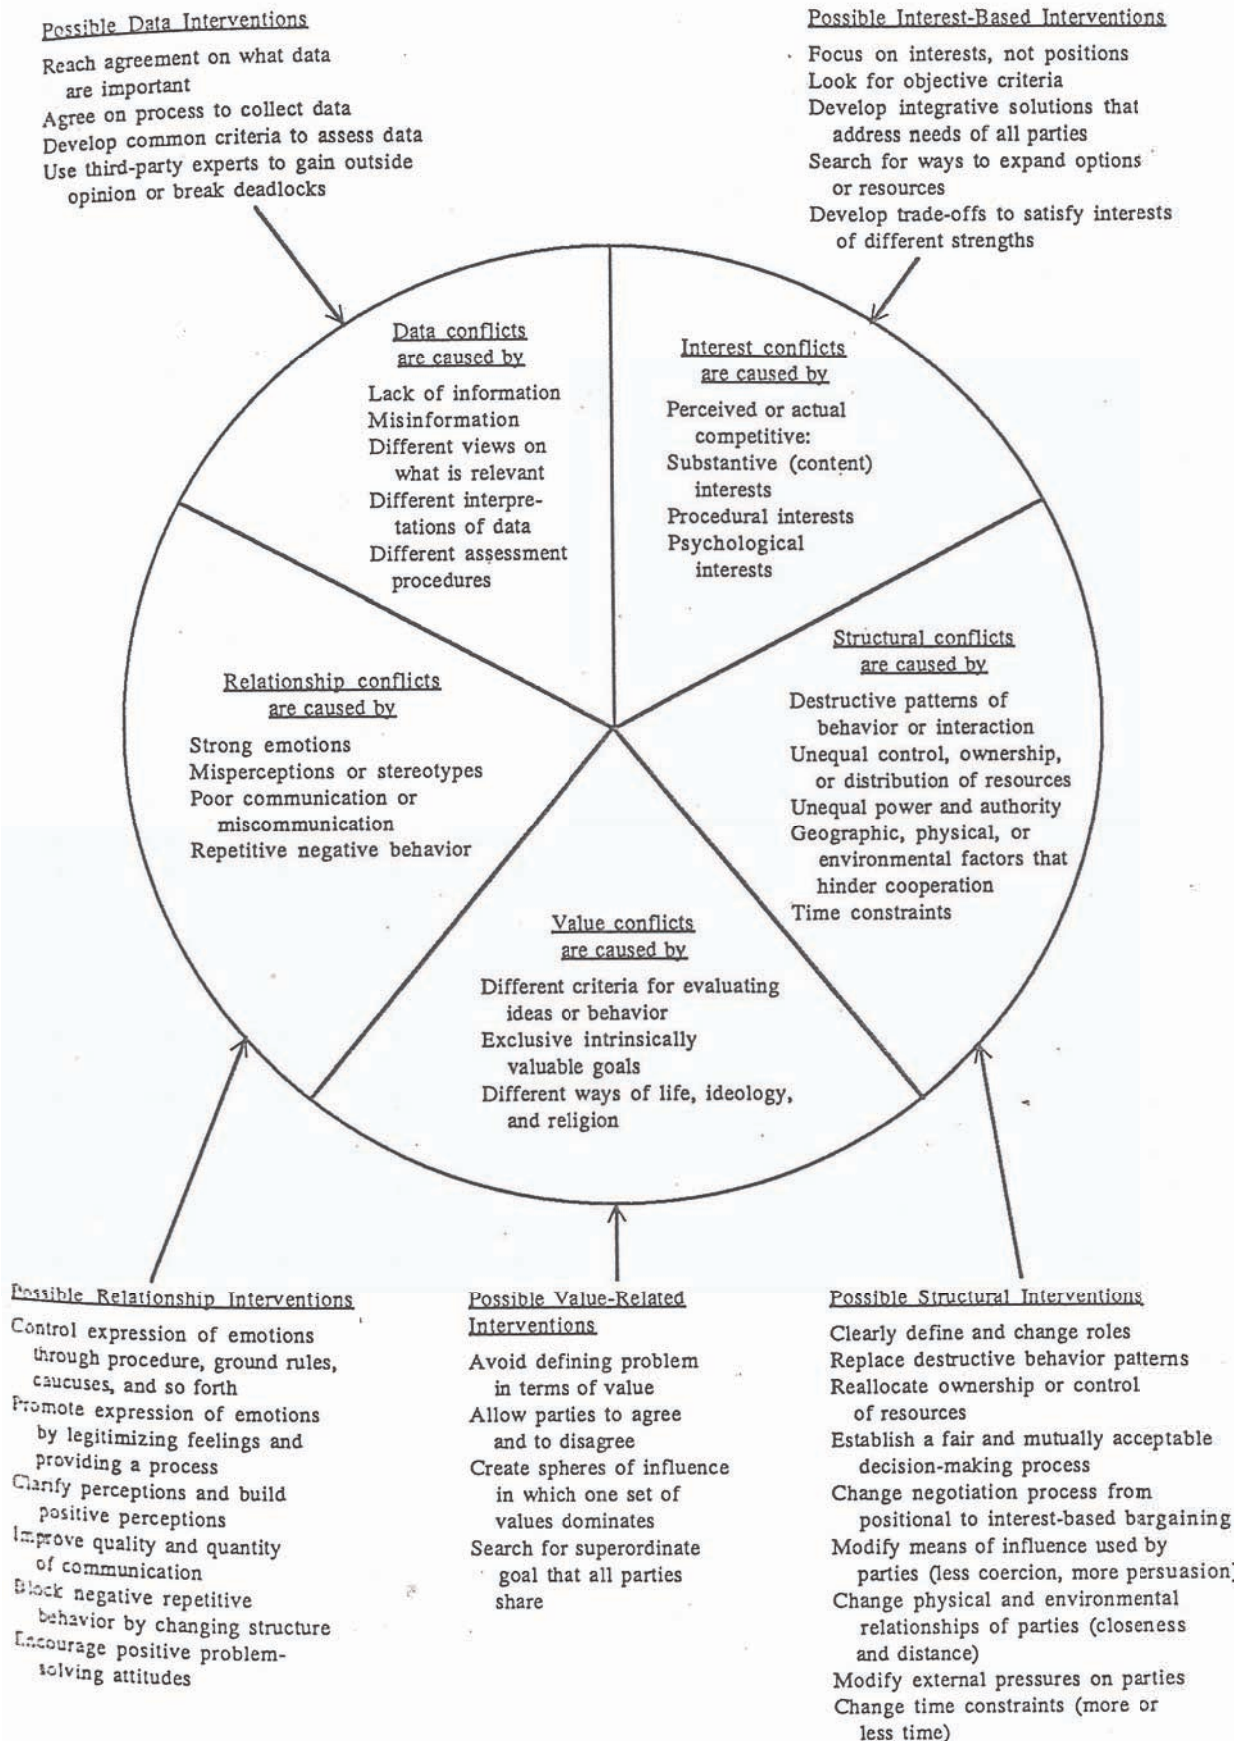 Possible Data Interventions
Reach agreement on what data
are important
Agree on process to collect data
Develop common criteria to assess data
Use third-party experts to gain outside
opinion or break deadlocks
Possible Interest-Based Interventions
Focus on interests, not positions
Look for objective criteria
Develop integrative solutions that
address needs of all parties
Search for ways to expand options
or resources
Develop trade-offs to satisfy interests
of different strengths
Data conflicts
are caused by
Lack of information
Misinformation
Different views on
what is relevant
Different interpre-
tations of data
Different assessment
procedures
Interest conflicts
are caused by
Perceived or actual
competitive:
Substantive (content)
interests
Procedural interests
Psychological
interests
Structural conflicts
are caused by
Destructive patterns of
behavior or interaction
Unequal control, ownership,
or distribution of resources
Unequal power and authority
Geographic, physical, or
environmental factors that
hinder cooperation
Time constraints
Relationship conflicts
are caused by
Strong emotions
Misperceptions or stereotypes
Poor communication or
miscommunication
Repetitive negative behavior
Value conflicts
are caused by
Different criteria for evaluating
ideas or behavior
Exclusive intrinsically
valuable goals
Different ways of life, ideology,
and religion
Possible Relationship Interventions
Control expression of emotions
through procedure, ground rules,
caucuses, and so forth
Promote expression of emotions
by legitimizing feelings and
providing a process
Clarify perceptions and build
positive perceptions
Improve quality and quantity
of communication
Block negative repetitive
behavior by changing structure
Encourage positive problem-
solving attitudes
Possible Value-Related
Interventions
Avoid defining problem
in terms of value
Allow parties to agree
and to disagree
Create spheres of influence
in which one set of
values dominates
Search for superordinate
goal that all parties
share
Possible Structural Interventions
Clearly define and change roles
Replace destructive behavior patterns
Reallocate ownership or control
of resources
Establish a fair and mutually acceptable
decision-making process
Change negotiation process from
positional to interest-based bargaining
Modify means of influence used by
parties (less coercion, more persuasion)
Change physical and environmental
relationships of parties (closeness
and distance)
Modify external pressures on parties
Change time constraints (more or
less time)